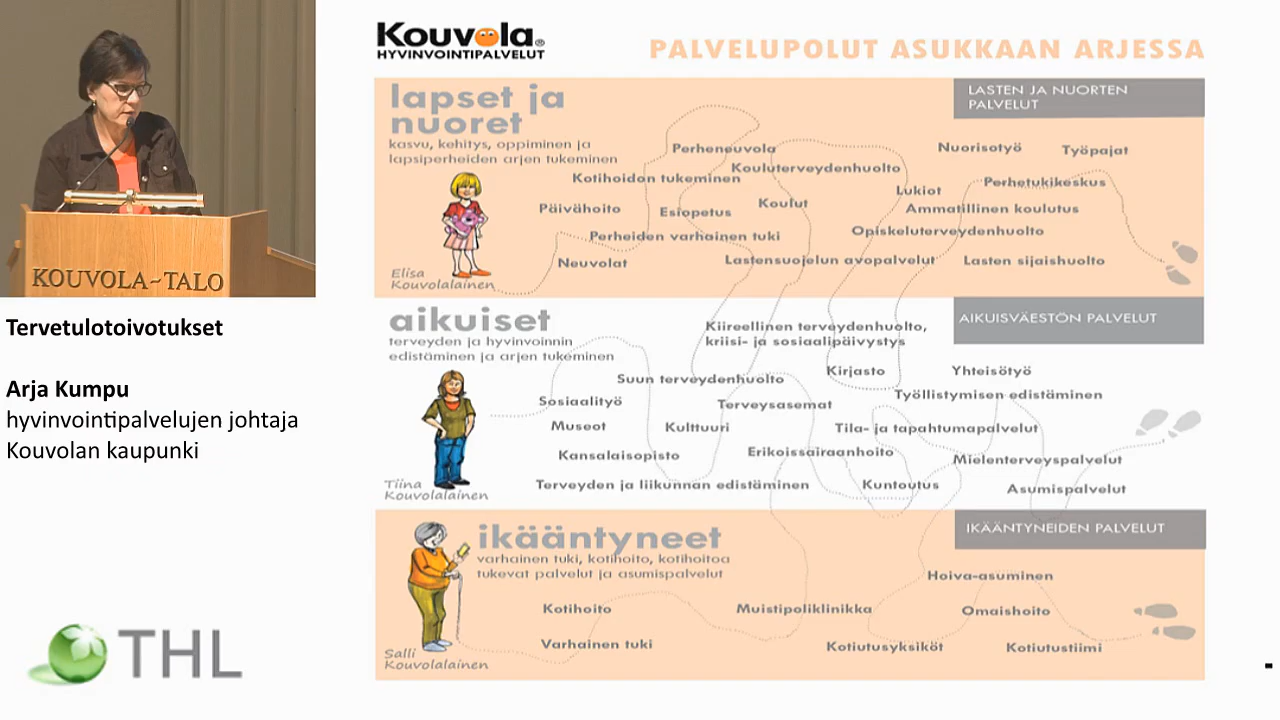 KOUVOLA-TALO
Tervetulotoivotukset
Arja Kumpu
hyvinvointipalvelujen johtaja
Kouvolan kaupunki
THL
Kouvola®
HYVINVOINTIPALVELUT
PALVELUPOLUT ASUKKAAN ARJESSA
lapset ja
nuoret
kasvu, kehitys, oppiminen ja
lapsiperheiden arjen tukeminen
LASTEN JA NUORTEN
PALVELUT
Perheneuvola
Nuorisotyö
Työpajat
Kouluterveydenhuolto
Kotihoidon tukeminen
Lukiot
Perhetukikeskus
Päivähoito
Esiopetus
Koulut
Ammatillinen koulutus
Perheiden varhainen tuki
Opiskeluterveydenhuolto
Neuvolat
Lastensuojelun avopalvelut
Lasten sijaishuolto
Elisa
Kouvolalainen
aikuiset
terveyden ja hyvinvoinnin
edistäminen ja arjen tukeminen
AIKUISVÄESTÖN PALVELUT
Kiireellinen terveydenhuolto,
kriisi- ja sosiaalipäivystys
Suun terveydenhuolto
Kirjasto
Yhteisötyö
Sosiaalityö
Terveysasemat
Työllistymisen edistäminen
Museot
Kulttuuri
Tila- ja tapahtumapalvelut
Kansalaisopisto
Erikoissairaanhoito
Mielenterveyspalvelut
Terveyden ja liikunnan edistäminen
Kuntoutus
Asumispalvelut
Tiina
Kouvolalainen
ikääntyneet
varhainen tuki, kotihoito, kotihoitoa
tukevat palvelut ja asumispalvelut
IKÄÄNTYNEIDEN PALVELUT
Hoiva-asuminen
Kotihoito
Muistipoliklinikka
Omaishoito
Varhainen tuki
Kotiutusyksiköt
Kotiutustiimi
Salli
Kouvolalainen